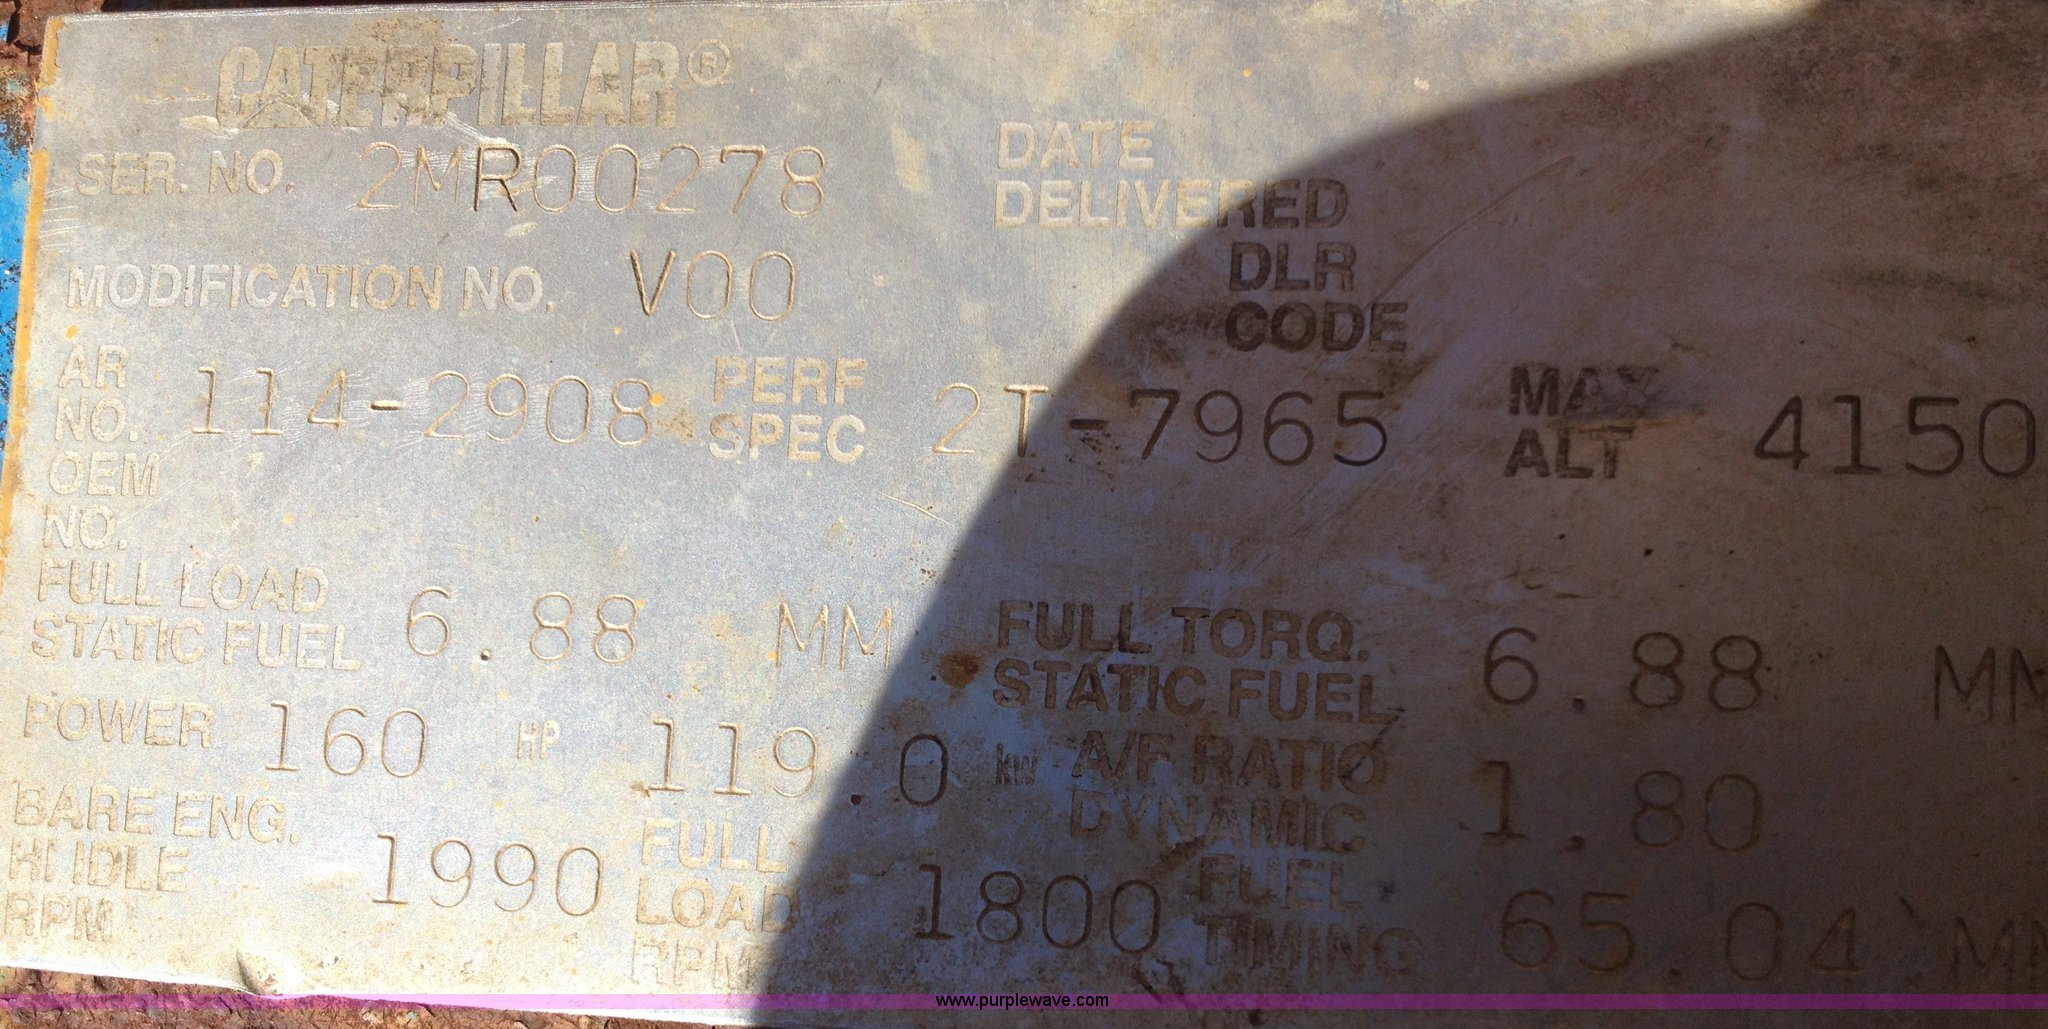 CATERPILLAR®
SER. NO. 2MR00278
DATE
DELIVERED
MODIFICATION NO. V00
DLR
CODE
AR
NO. 114-2908
PERF
SPEC 2T-7965
MAX
ALT 4150
OEM
NO.
FULL LOAD
STATIC FUEL 6.88 MM
FULL TORQ.
STATIC FUEL 6.88 MM
POWER 160 HP 119.0 kW
A/F RATIO
DYNAMIC 1.80
BARE ENG.
HI IDLE
RPM 1990
FULL
LOAD
RPM 1800
FUEL
TIMING 65.04 MM
www.purplewave.com